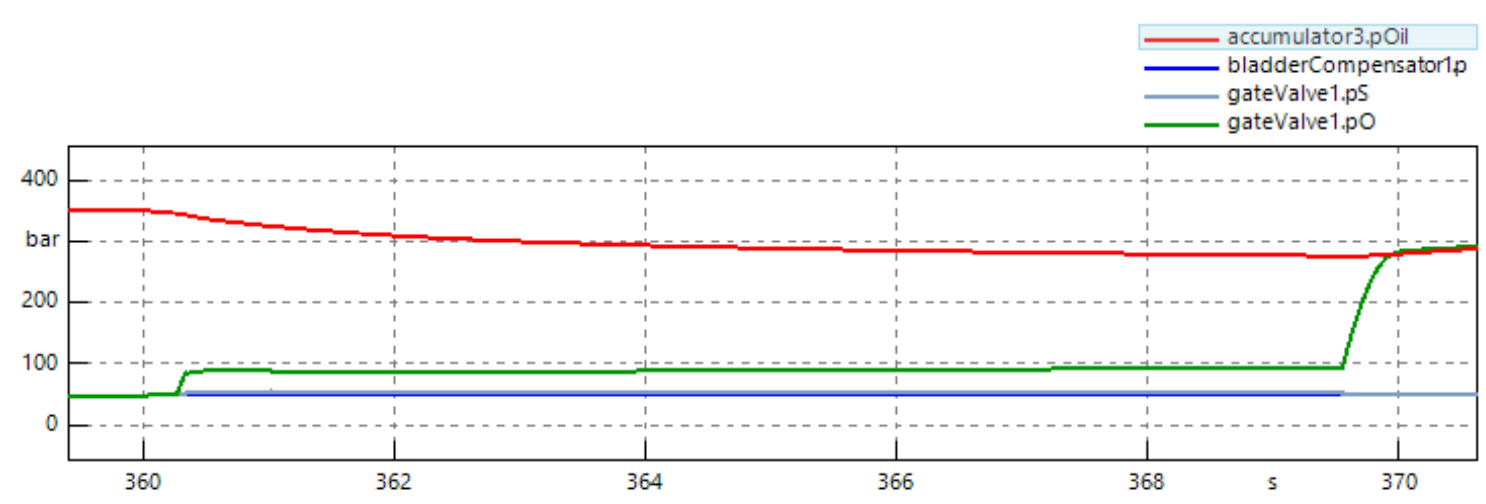 accumulator3.pOil
bladderCompensator1.p
gateValve1.pS
gateValve1.pO
400
bar
200
100
0
360 362 364 366 368 s 370